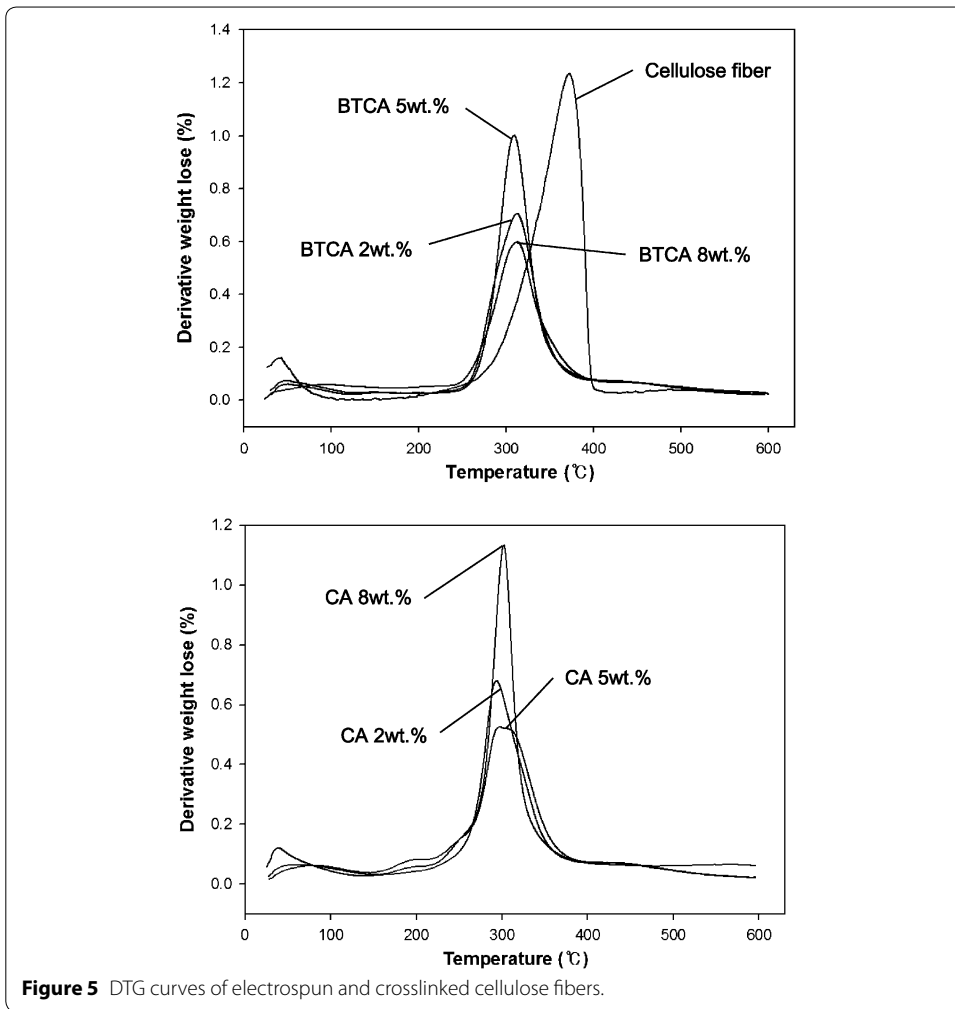 1.4
1.2
1.0
0.8
0.6
0.4
0.2
0.0
Derivative weight lose (%)
Cellulose fiber
BTCA 5wt.%
BTCA 2wt.%
BTCA 8wt.%
0 100 200 300 400 500 600
Temperature (℃)
1.2
1.0
0.8
0.6
0.4
0.2
0.0
Derivative weight lose (%)
CA 8wt.%
CA 5wt.%
CA 2wt.%
0 100 200 300 400 500 600
Temperature (℃)
Figure 5 DTG curves of electrospun and crosslinked cellulose fibers.